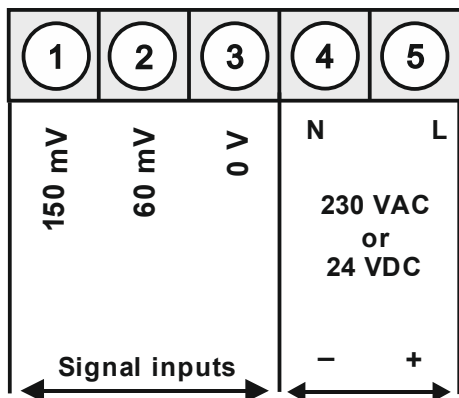 1 2 3 4 5
150 mV
60 mV
0 V
N L
230 VAC
or
24 VDC
– +
Signal inputs